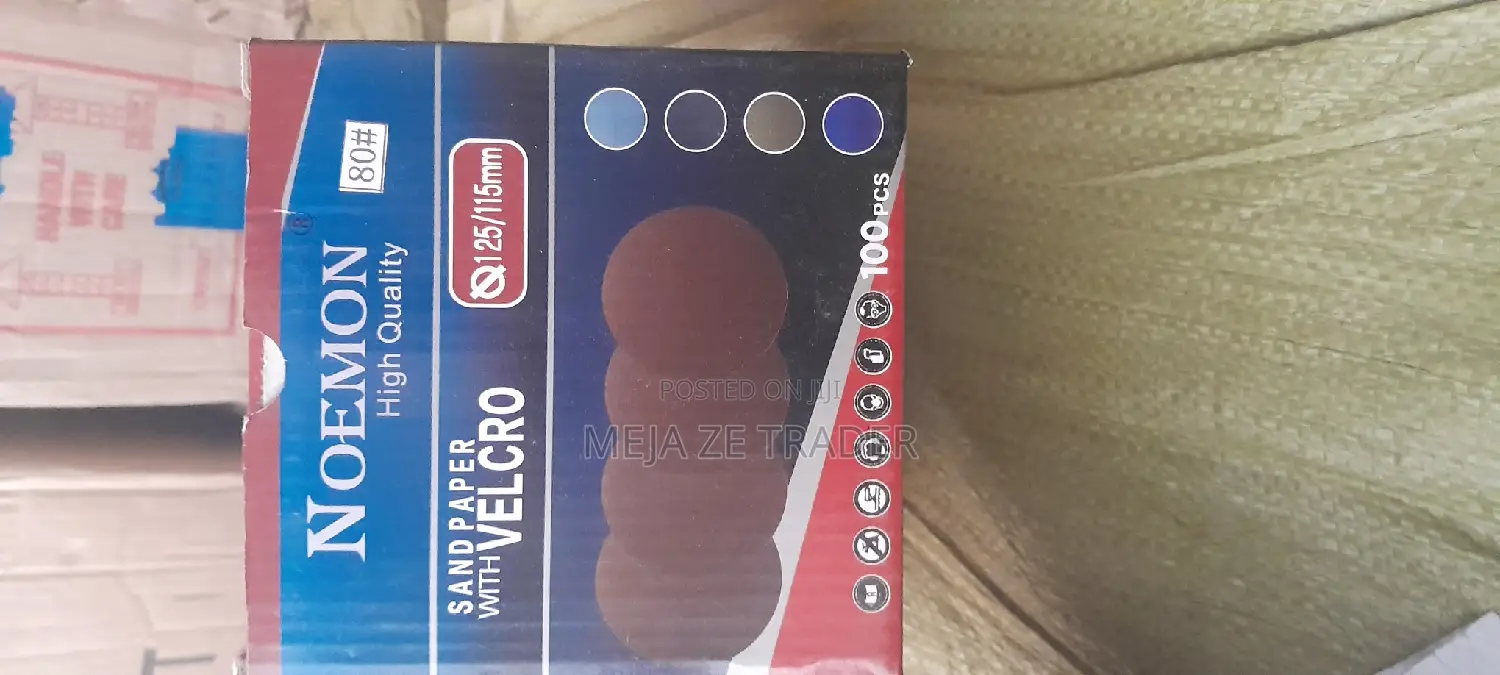 NOEMON®
High Quality
80#
SAND PAPER
WITH VELCRO
Ø125/115mm
100PCS
POSTED ON JIJI
MEJA ZE TRADER